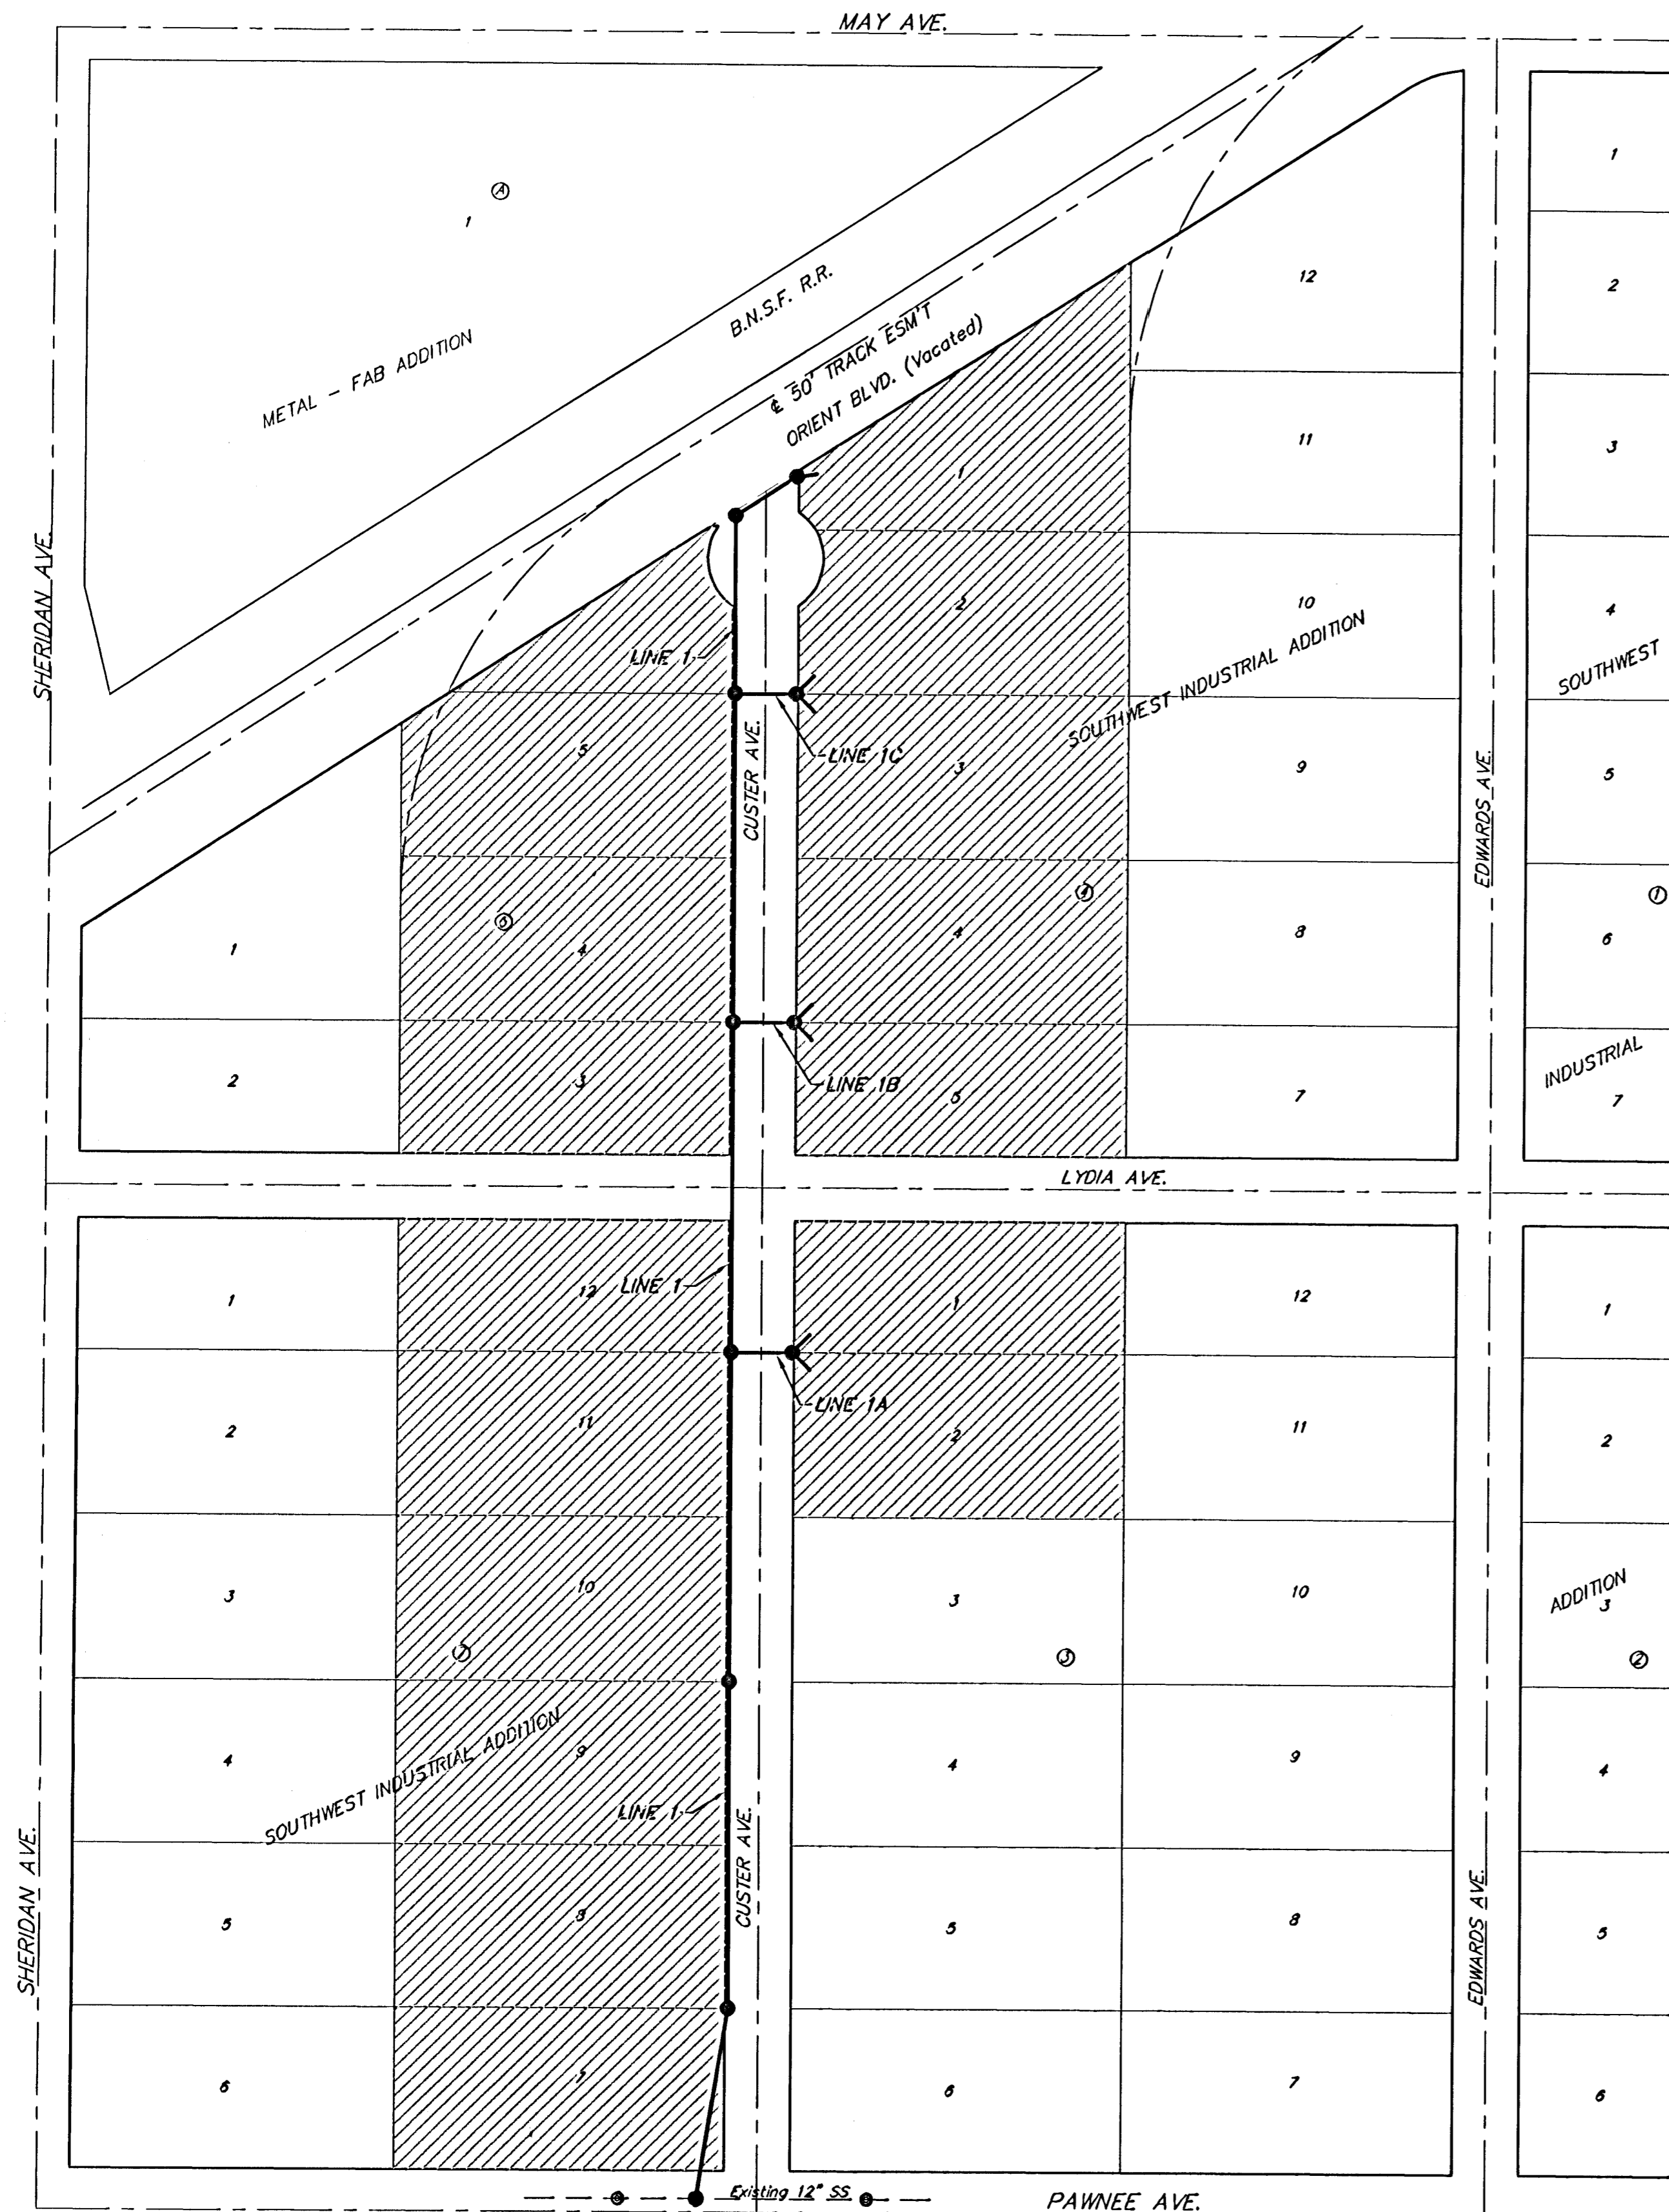 MAY AVE.
A
1
METAL - FAB ADDITION
B.N.S.F. R.R.
℄ 50' TRACK ESM'T
ORIENT BLVD. (Vacated)
SHERIDAN AVE.
LINE 1
CUSTER AVE.
LINE 1C
SOUTHWEST INDUSTRIAL ADDITION
EDWARDS AVE.
1
2
5
4
3
1
2
3
4
4
5
12
11
10
9
8
7
1
2
3
4
SOUTHWEST
5
1
6
INDUSTRIAL
7
LINE 1B
LYDIA AVE.
1
2
3
4
5
6
12
LINE 1
11
10
9
8
7
SOUTHWEST INDUSTRIAL ADDITION
LINE 1
SHERIDAN AVE.
CUSTER AVE.
LINE 1A
1
2
3
3
4
5
6
12
11
10
9
8
7
EDWARDS AVE.
1
2
ADDITION
3
2
4
5
6
Existing 12" SS
PAWNEE AVE.